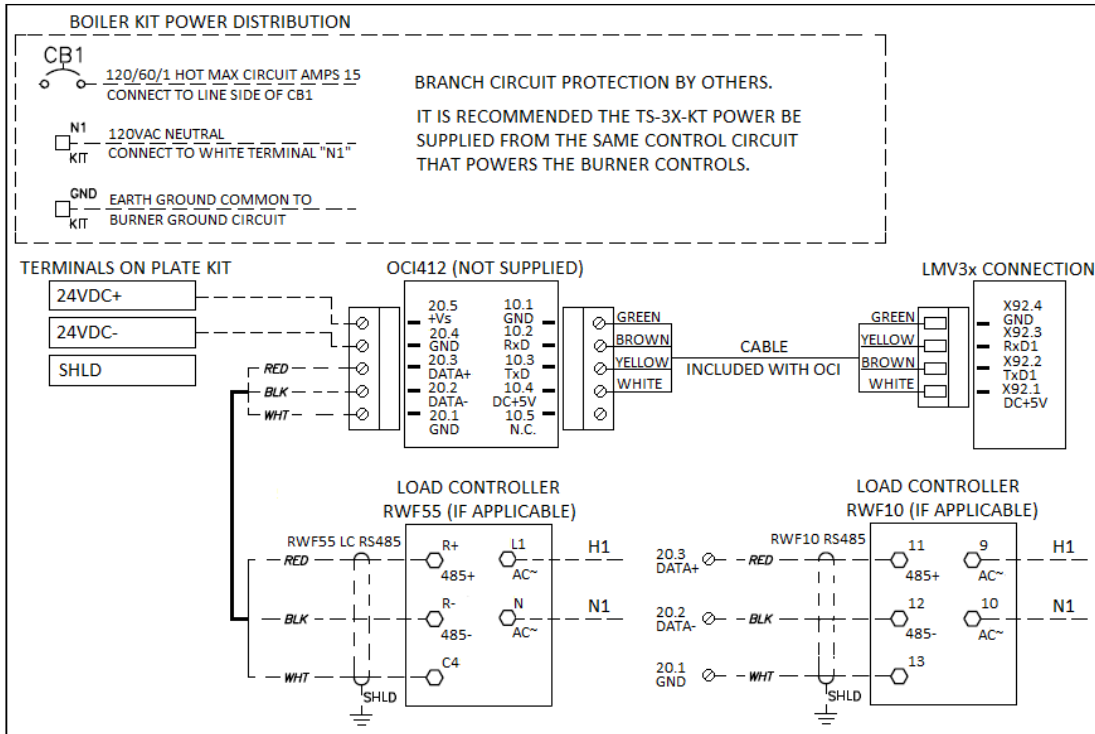 BOILER KIT POWER DISTRIBUTION
CB1
120/60/1 HOT MAX CIRCUIT AMPS 15
CONNECT TO LINE SIDE OF CB1
N1
KIT
120VAC NEUTRAL
CONNECT TO WHITE TERMINAL "N1"
GND
KIT
EARTH GROUND COMMON TO
BURNER GROUND CIRCUIT
BRANCH CIRCUIT PROTECTION BY OTHERS.
IT IS RECOMMENDED THE TS-3X-KT POWER BE
SUPPLIED FROM THE SAME CONTROL CIRCUIT
THAT POWERS THE BURNER CONTROLS.
TERMINALS ON PLATE KIT
24VDC+
24VDC-
SHLD
RED
BLK
WHT
OCI412 (NOT SUPPLIED)
20.5
+Vs
20.4
GND
20.3
DATA+
20.2
DATA-
20.1
GND
10.1
GND
10.2
RxD
10.3
TxD
10.4
DC+5V
10.5
N.C.
GREEN
BROWN
YELLOW
WHITE
CABLE
INCLUDED WITH OCI
LMV3x CONNECTION
GREEN
YELLOW
BROWN
WHITE
X92.4
GND
X92.3
RxD1
X92.2
TxD1
X92.1
DC+5V
LOAD CONTROLLER
RWF55 (IF APPLICABLE)
RWF55 LC RS485
RED
BLK
WHT
SHLD
R+
485+
R-
485-
C4
L1
AC~
N
AC~
H1
N1
LOAD CONTROLLER
RWF10 (IF APPLICABLE)
RWF10 RS485
20.3
DATA+
RED
20.2
DATA-
BLK
20.1
GND
WHT
SHLD
11
485+
12
485-
13
9
AC~
10
AC~
H1
N1